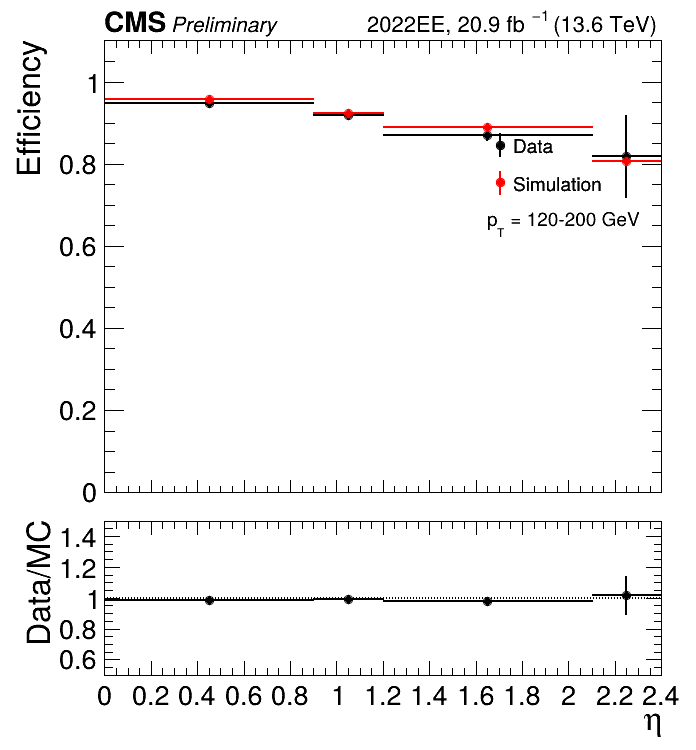 CMS Preliminary 2022EE, 20.9 fb⁻¹ (13.6 TeV)
Efficiency
1
0.8
0.6
0.4
0.2
0
Data
Simulation
p_T = 120-200 GeV
Data/MC
1.4
1.2
1
0.8
0.6
0 0.2 0.4 0.6 0.8 1 1.2 1.4 1.6 1.8 2 2.2 2.4
η